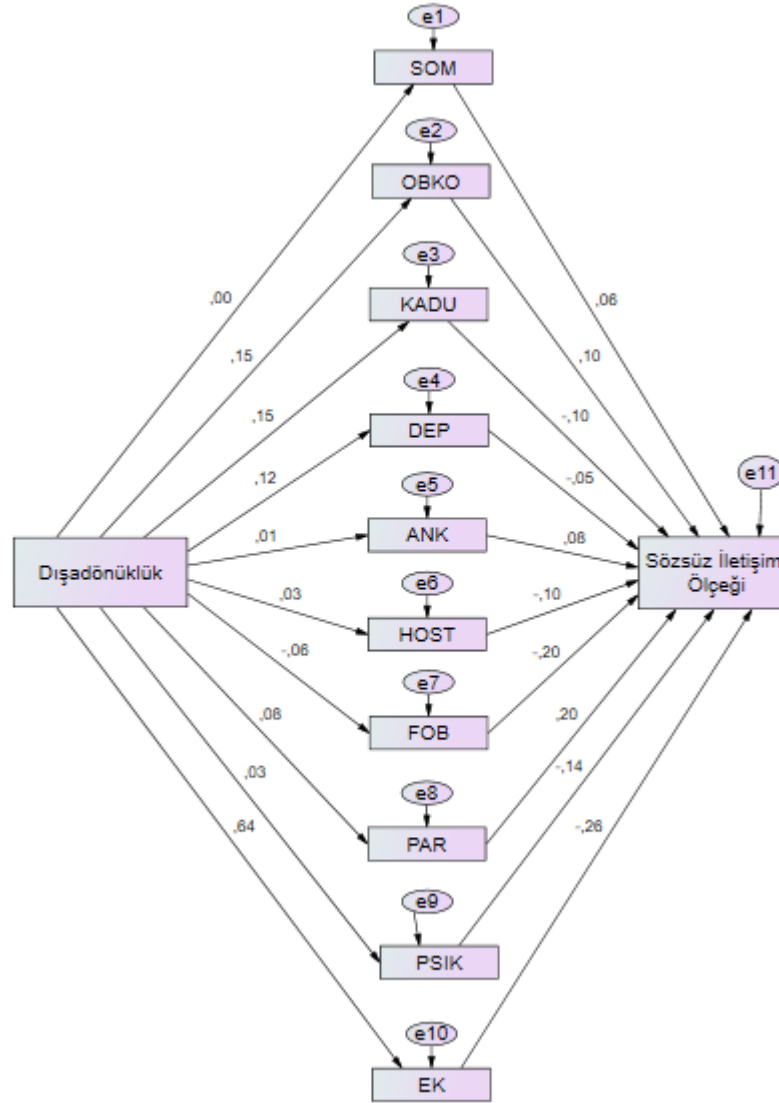 e1
SOM
e2
OBKO
e3
,00
KADU
,06
,15
,10
e4
,15
-,10
DEP
,12
e5
-,05
e11
,01
ANK
,08
Dışadönüklük
Sözsüz İletişim
Ölçeği
,03
e6
-,10
HOST
-,06
e7
-,20
,08
FOB
,20
,03
e8
-,14
,64
PAR
-,26
e9
PSIK
e10
EK